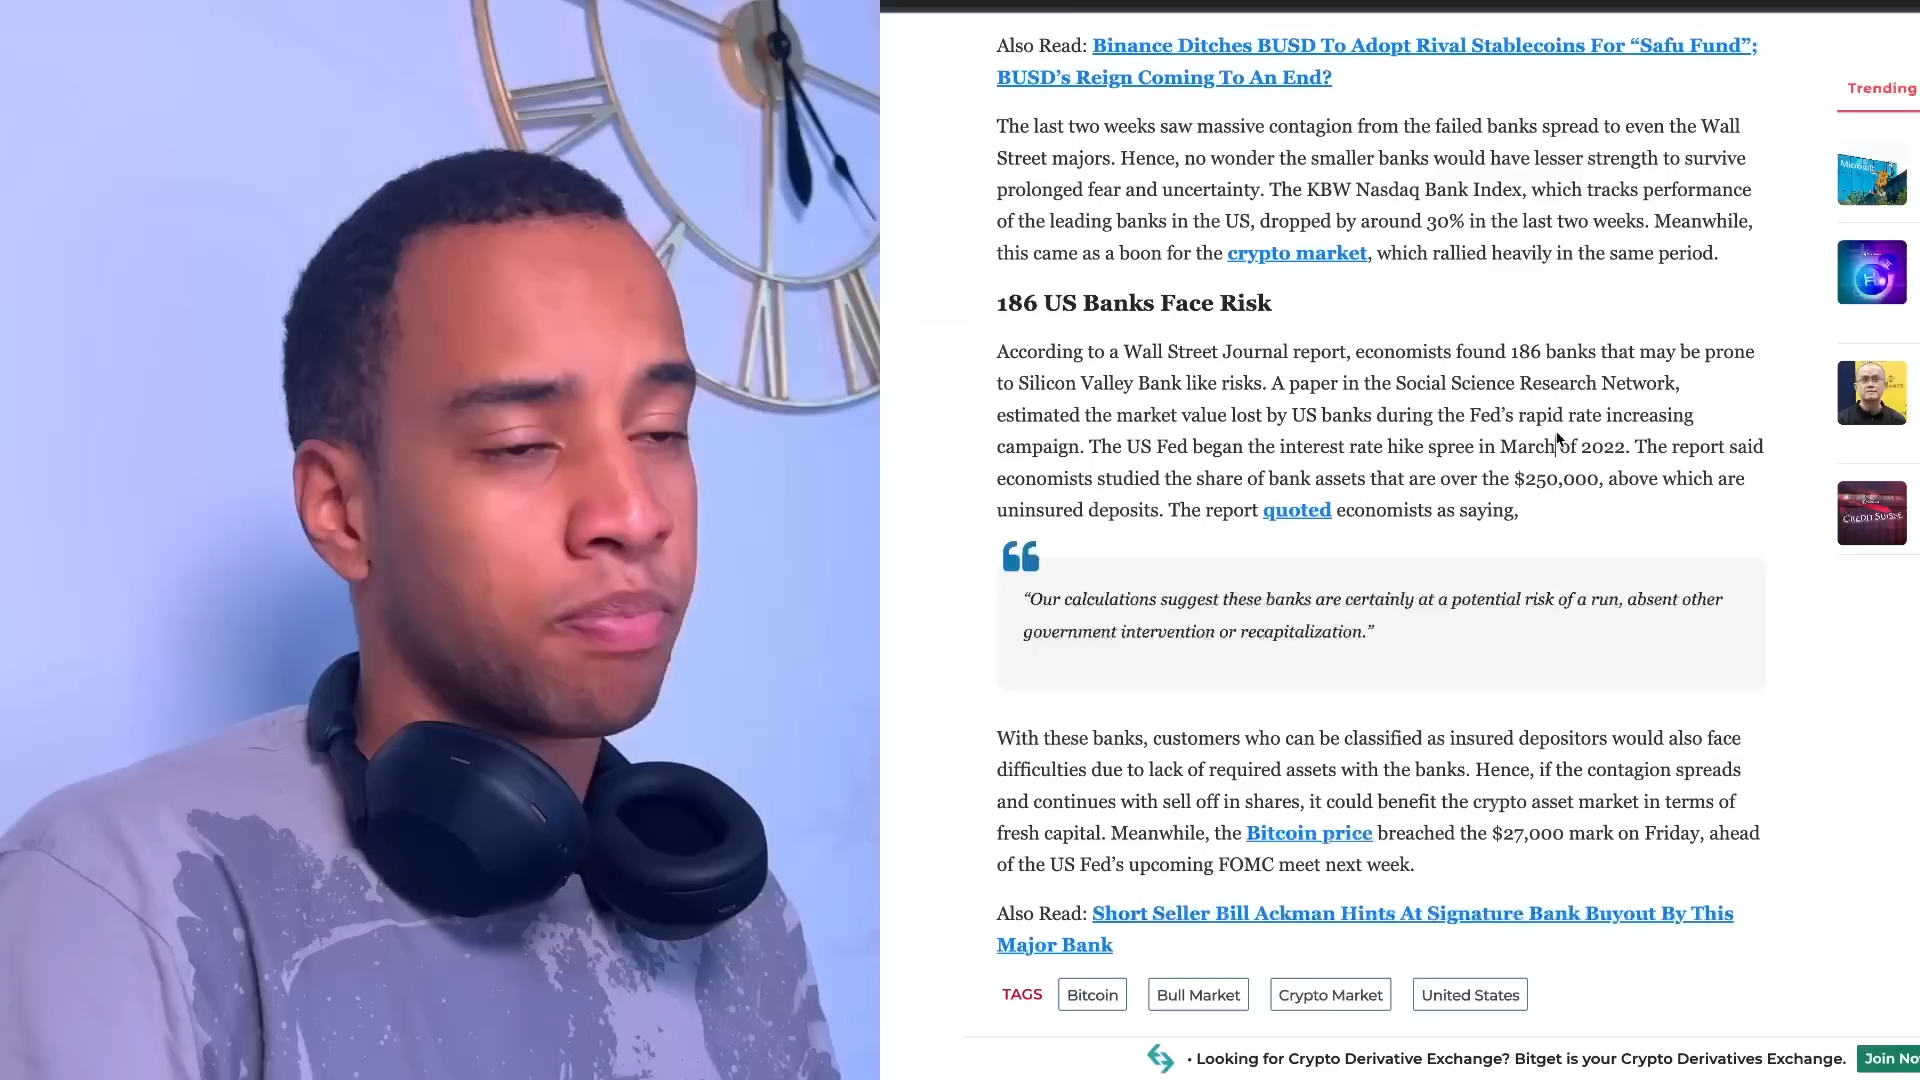 Also Read: Binance Ditches BUSD To Adopt Rival Stablecoins For “Safu Fund”;
BUSD’s Reign Coming To An End?
Trending
The last two weeks saw massive contagion from the failed banks spread to even the Wall
Street majors. Hence, no wonder the smaller banks would have lesser strength to survive
prolonged fear and uncertainty. The KBW Nasdaq Bank Index, which tracks performance
of the leading banks in the US, dropped by around 30% in the last two weeks. Meanwhile,
this came as a boon for the crypto market, which rallied heavily in the same period.
Microsoft
186 US Banks Face Risk
According to a Wall Street Journal report, economists found 186 banks that may be prone
to Silicon Valley Bank like risks. A paper in the Social Science Research Network,
estimated the market value lost by US banks during the Fed’s rapid rate increasing
campaign. The US Fed began the interest rate hike spree in March of 2022. The report said
economists studied the share of bank assets that are over the $250,000, above which are
uninsured deposits. The report quoted economists as saying,
CREDIT SUISSE
“Our calculations suggest these banks are certainly at a potential risk of a run, absent other
government intervention or recapitalization.”
With these banks, customers who can be classified as insured depositors would also face
difficulties due to lack of required assets with the banks. Hence, if the contagion spreads
and continues with sell off in shares, it could benefit the crypto asset market in terms of
fresh capital. Meanwhile, the Bitcoin price breached the $27,000 mark on Friday, ahead
of the US Fed’s upcoming FOMC meet next week.
Also Read: Short Seller Bill Ackman Hints At Signature Bank Buyout By This
Major Bank
TAGS Bitcoin Bull Market Crypto Market United States
• Looking for Crypto Derivative Exchange? Bitget is your Crypto Derivatives Exchange. Join No